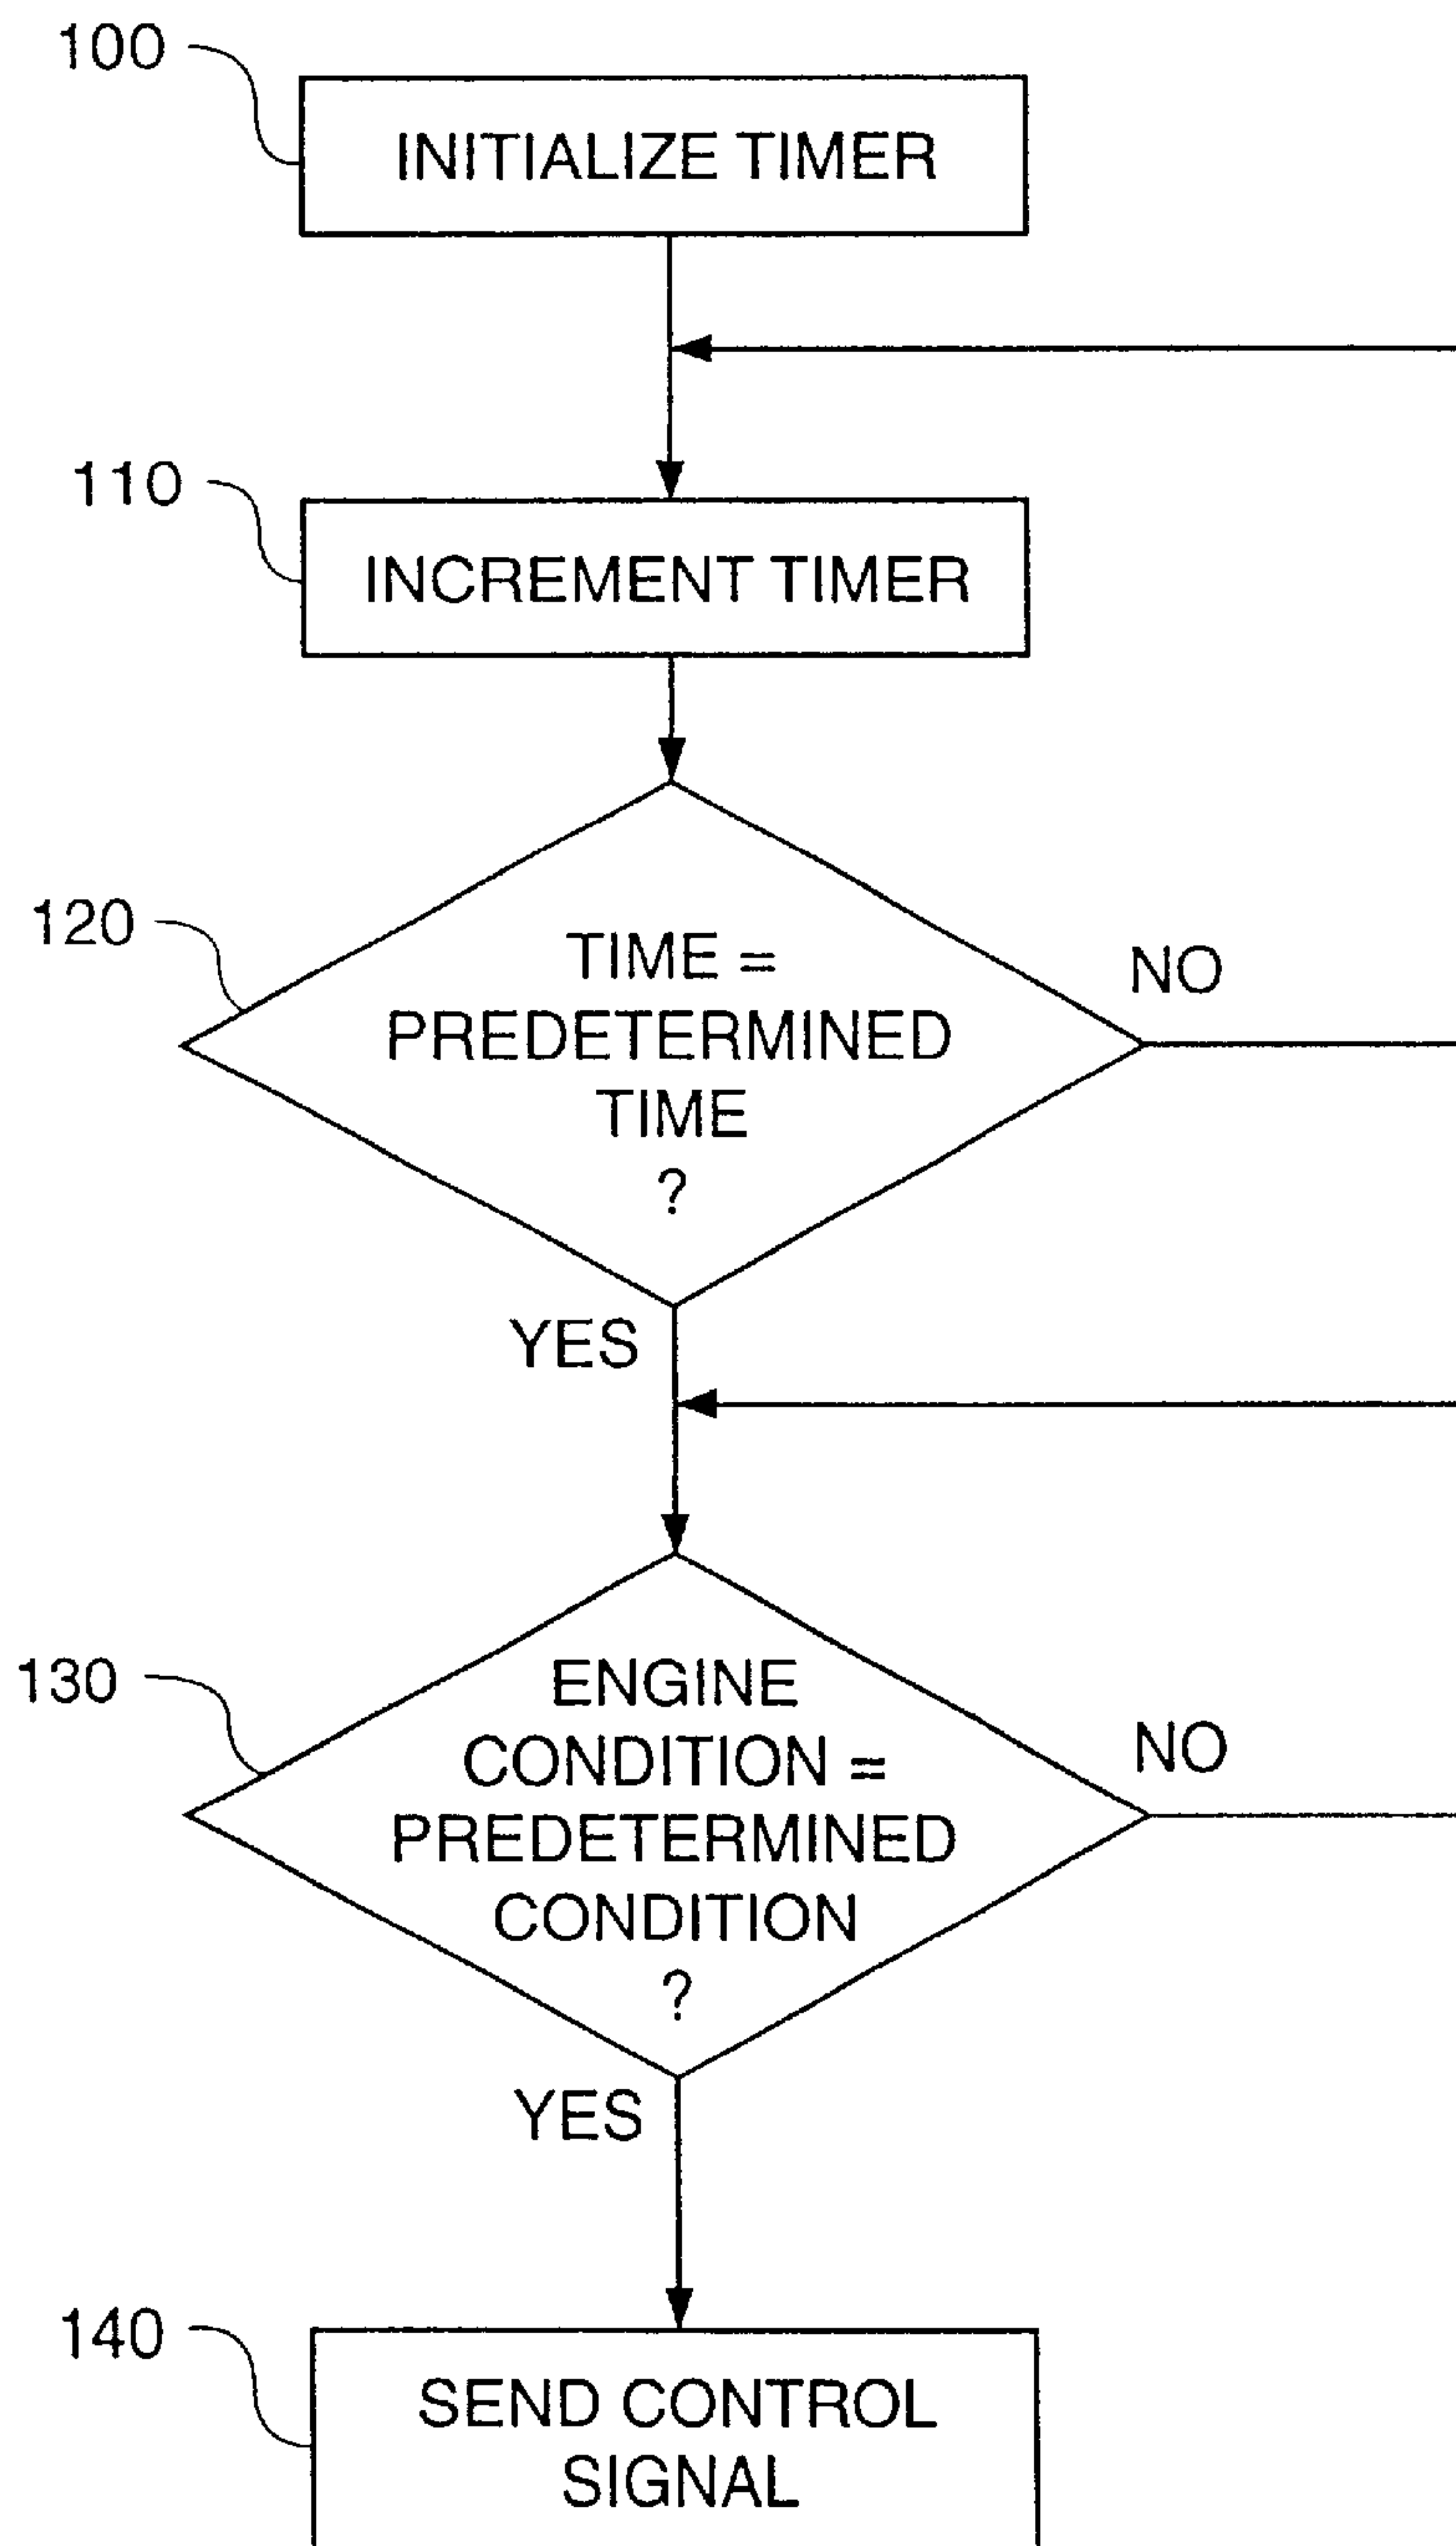 100
INITIALIZE TIMER
110
INCREMENT TIMER
120
TIME =
PREDETERMINED
TIME
?
NO
YES
130
ENGINE
CONDITION =
PREDETERMINED
CONDITION
?
NO
YES
140
SEND CONTROL
SIGNAL